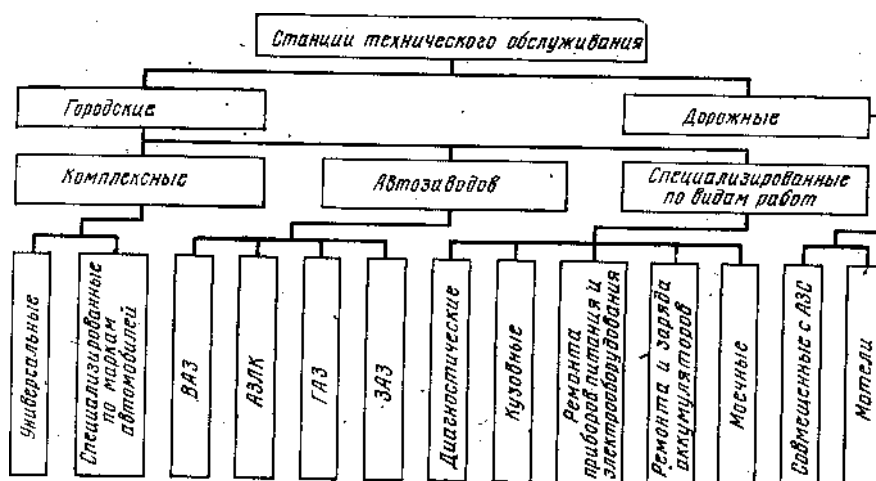 Станции технического обслуживания
Городские
Дорожные
Комплексные
Автозаводов
Специализированные
по видам работ
Универсальные
Специализированные
по маркам
автомобилей
ВАЗ
АЗЛК
ГАЗ
ЗАЗ
Диагностические
Кузовные
Ремонта
приборов питания и
электрооборудования
Ремонта и заряда
аккумуляторов
Моечные
Совмещенные с АЗС
Мотели